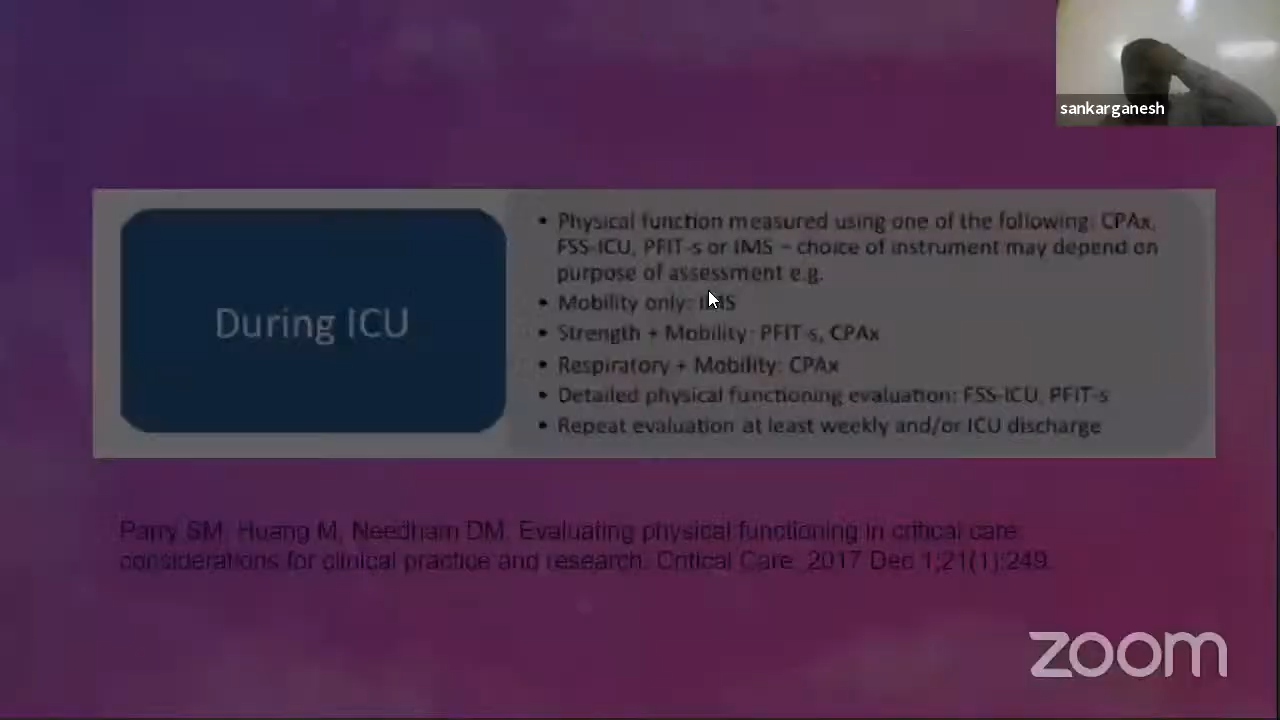 sankarganesh
During ICU
• Physical function measured using one of the following: CPAx,
FSS-ICU, PFIT-s or IMS – choice of instrument may depend on
purpose of assessment e.g.
• Mobility only: IMS
• Strength + Mobility: PFIT-s, CPAx
• Respiratory + Mobility: CPAx
• Detailed physical functioning evaluation: FSS-ICU, PFIT-s
• Repeat evaluation at least weekly and/or ICU discharge
Parry SM, Huang M, Needham DM. Evaluating physical functioning in critical care:
considerations for clinical practice and research. Critical Care. 2017 Dec 1;21(1):249.
zoom